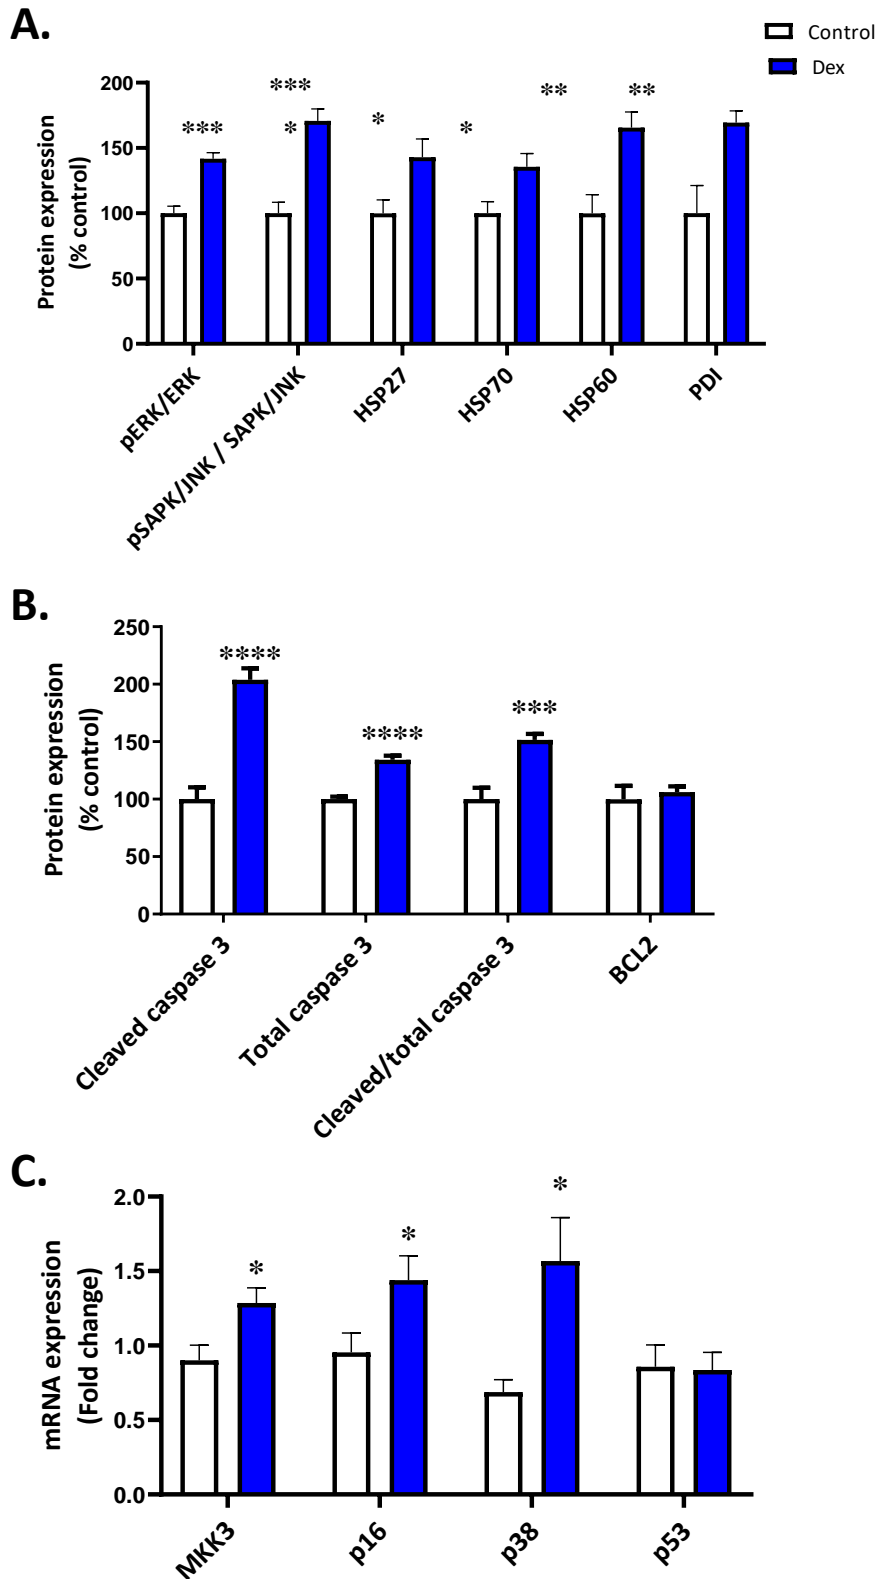 A.
Control
Dex
Protein expression
(% control)
200
150
100
50
0
***
***
*
*
*
**
**
pERK/ERK
pSAPK/JNK / SAPK/JNK
HSP27
HSP70
HSP60
PDI
B.
Protein expression
(% control)
250
200
150
100
50
0
****
****
***
Cleaved caspase 3
Total caspase 3
Cleaved/total caspase 3
BCL2
C.
mRNA expression
(Fold change)
2.0
1.5
1.0
0.5
0.0
*
*
*
MKK3
p16
p38
p53